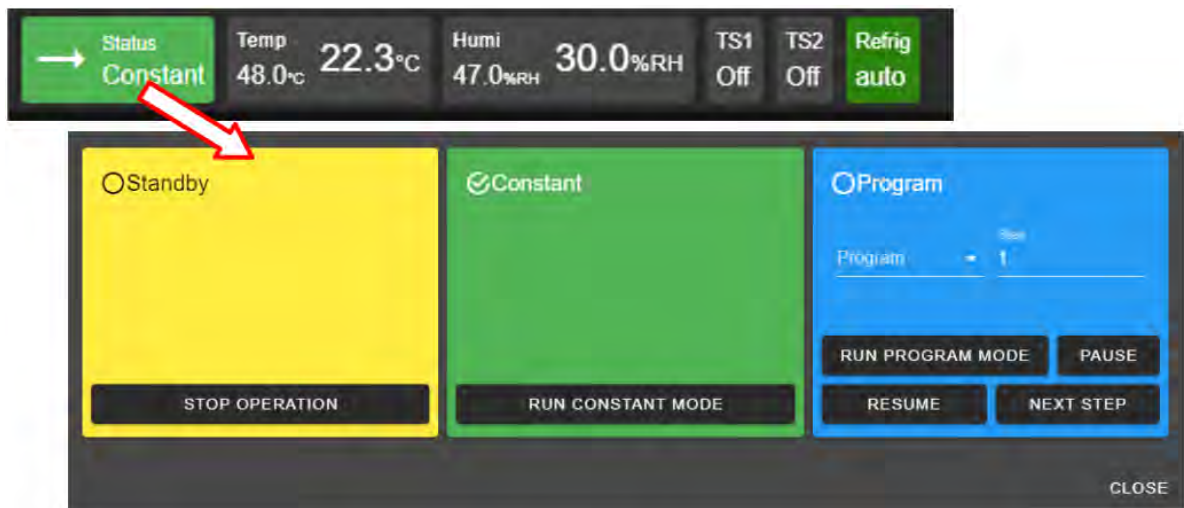 Status
Constant
Temp
48.0°C 22.3°C
Humi
47.0%RH 30.0%RH
TS1
Off
TS2
Off
Refrig
auto
Standby
STOP OPERATION
Constant
RUN CONSTANT MODE
Program
Program
Step
1
RUN PROGRAM MODE
PAUSE
RESUME
NEXT STEP
CLOSE